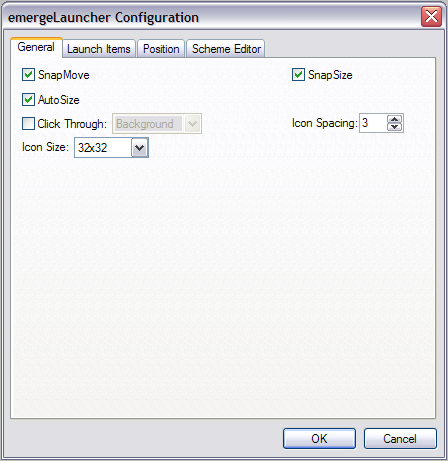 emergeLauncher Configuration
General Launch Items Position Scheme Editor
SnapMove SnapSize
AutoSize
Click Through: Background Icon Spacing: 3
Icon Size: 32x32
OK Cancel